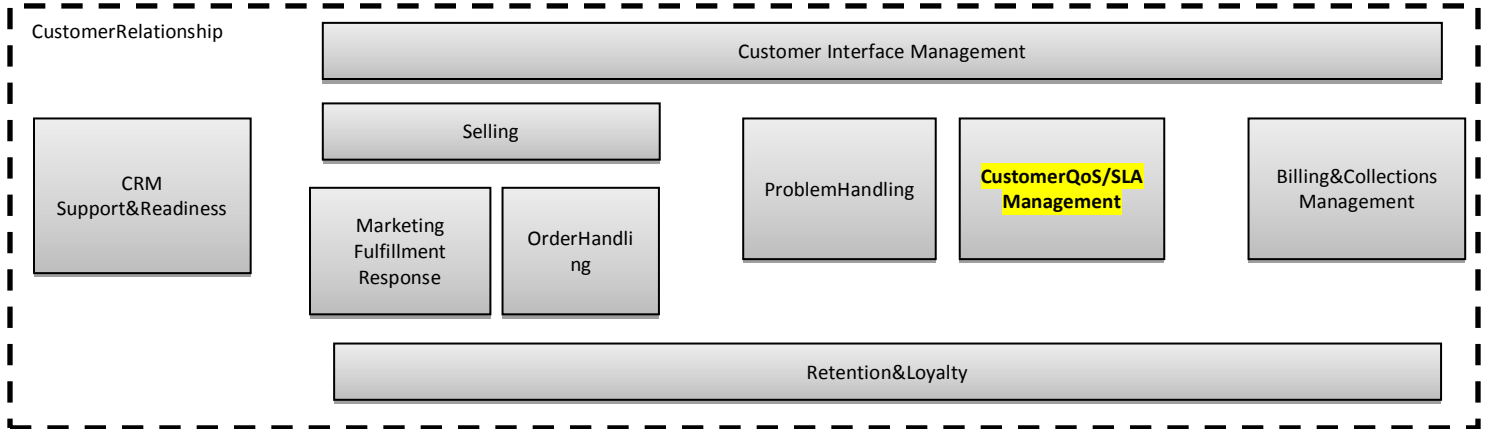 CustomerRelationship
Customer Interface Management
Selling
CRM
Support&Readiness
Marketing
Fulfillment
Response
OrderHandli
ng
ProblemHandling
CustomerQoS/SLA
Management
Billing&Collections
Management
Retention&Loyalty